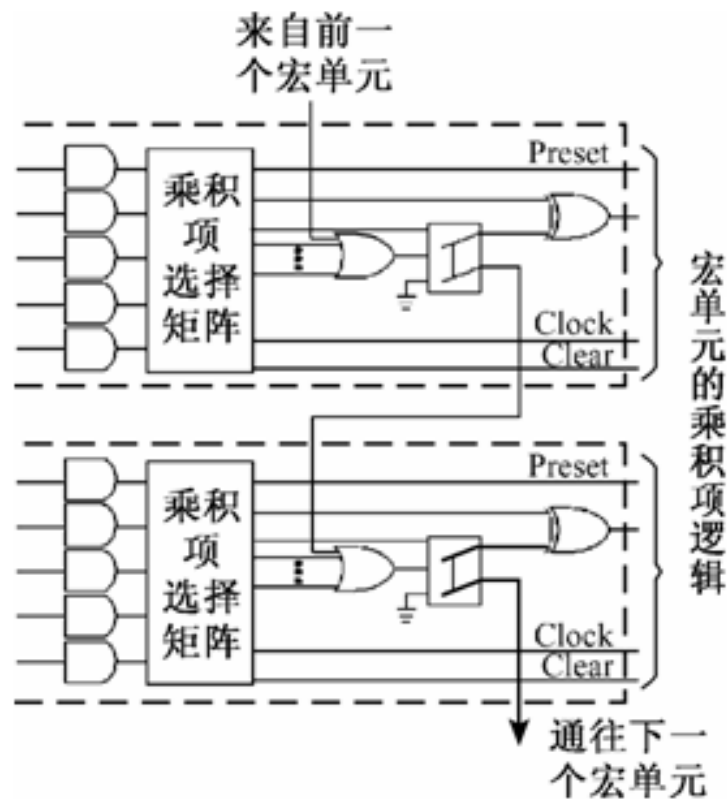 来自前一
个宏单元
Preset
乘积
项
选择
矩阵
Clock
Clear
宏单元的乘积项逻辑
Preset
乘积
项
选择
矩阵
Clock
Clear
通往下一
个宏单元